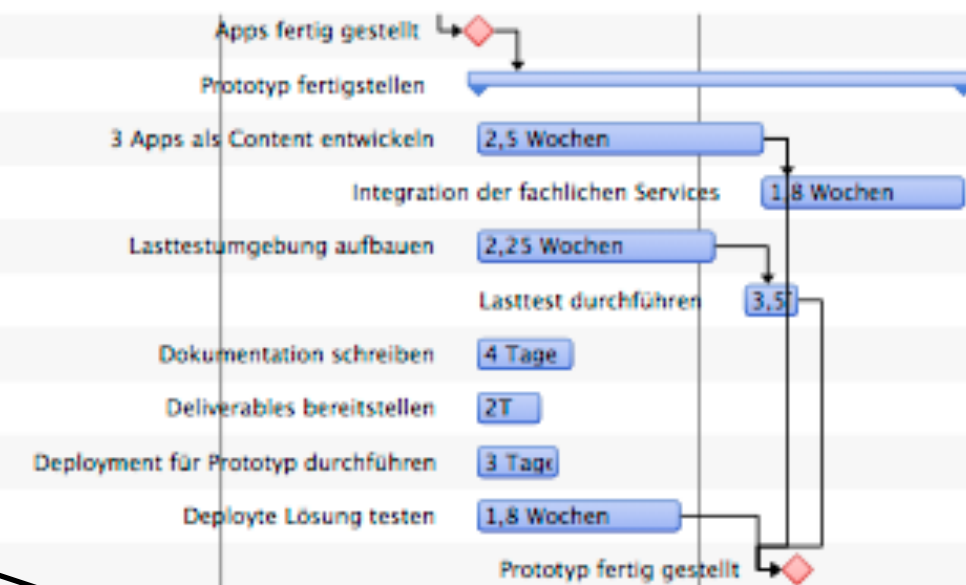 Apps fertig gestellt
Prototyp fertigstellen
3 Apps als Content entwickeln 2,5 Wochen
Integration der fachlichen Services 1,8 Wochen
Lasttestumgebung aufbauen 2,25 Wochen
Lasttest durchführen 3,5T
Dokumentation schreiben 4 Tage
Deliverables bereitstellen 2T
Deployment für Prototyp durchführen 3 Tage
Deployte Lösung testen 1,8 Wochen
Prototyp fertig gestellt